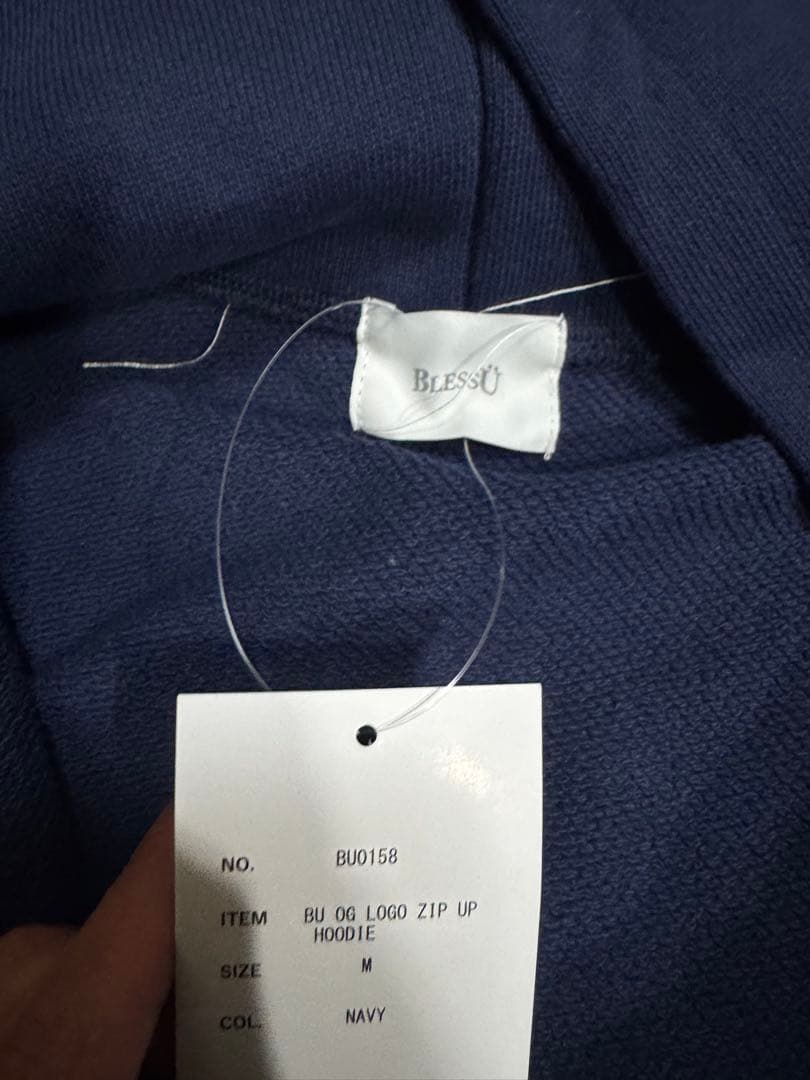 BLESSÜ
NO. BU0158
ITEM BU OG LOGO ZIP UP
HOODIE
SIZE M
COL. NAVY